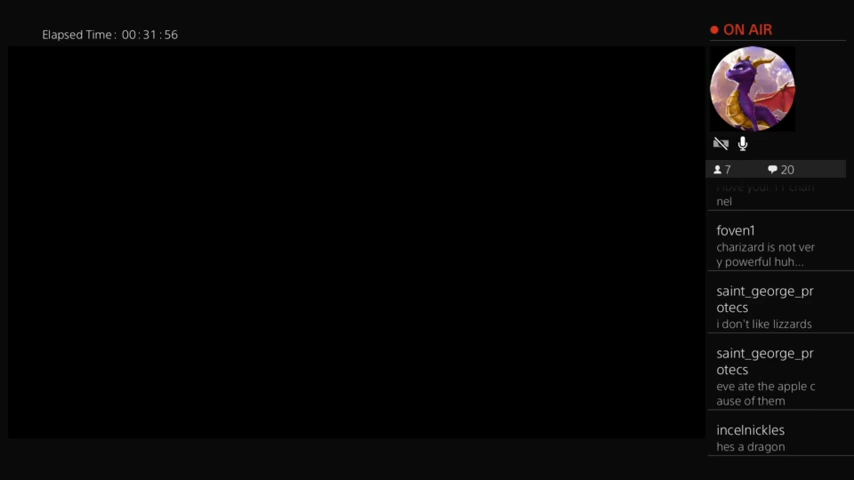 Elapsed Time: 00:31:56
ON AIR
7 20
nel
foven1
charizard is not ver
y powerful huh...
saint_george_pr
otecs
i don't like lizzards
saint_george_pr
otecs
eve ate the apple c
ause of them
incelnickles
hes a dragon